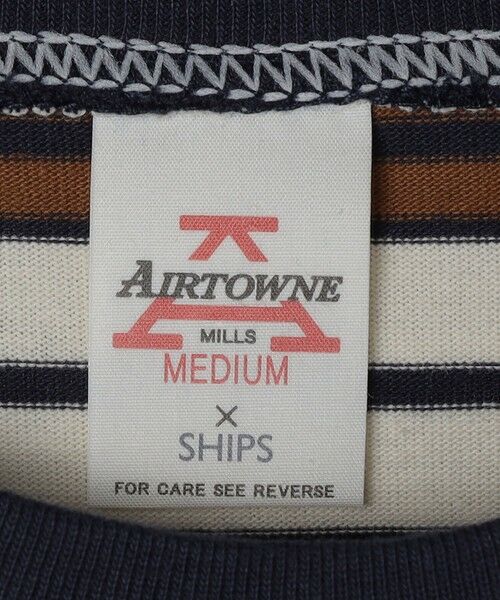 AIRTOWNE
MILLS
MEDIUM
×
SHIPS
FOR CARE SEE REVERSE